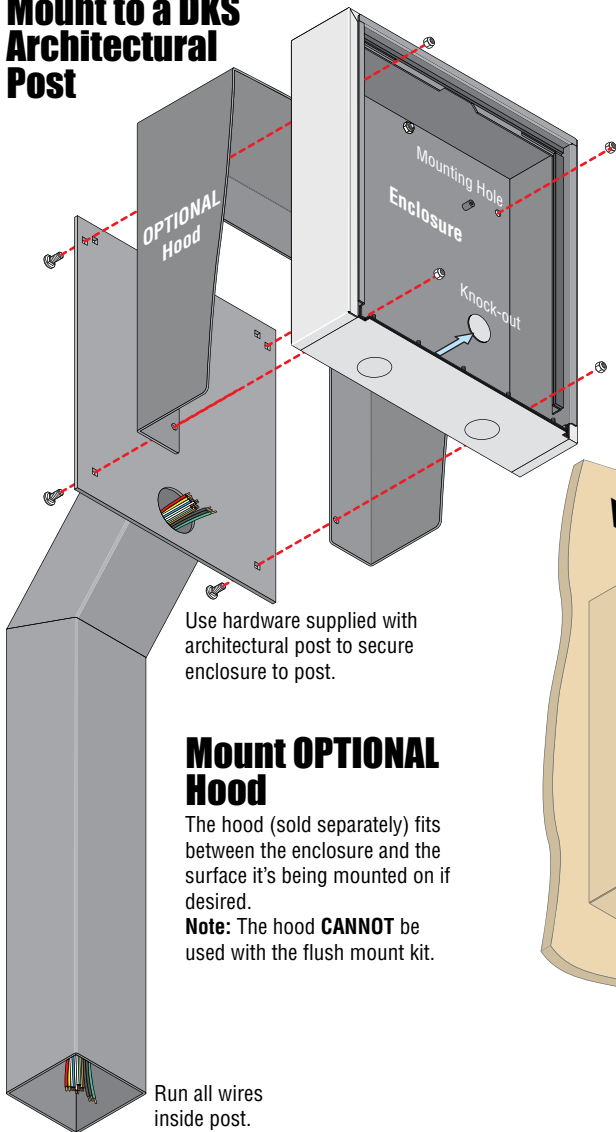 Mount to a DKS
Architectural
Post
OPTIONAL
Hood
Mounting Hole
Enclosure
Knock-out
Use hardware supplied with
architectural post to secure
enclosure to post.
Mount OPTIONAL
Hood
The hood (sold separately) fits
between the enclosure and the
surface it's being mounted on if
desired.
Note: The hood CANNOT be
used with the flush mount kit.
Run all wires
inside post.